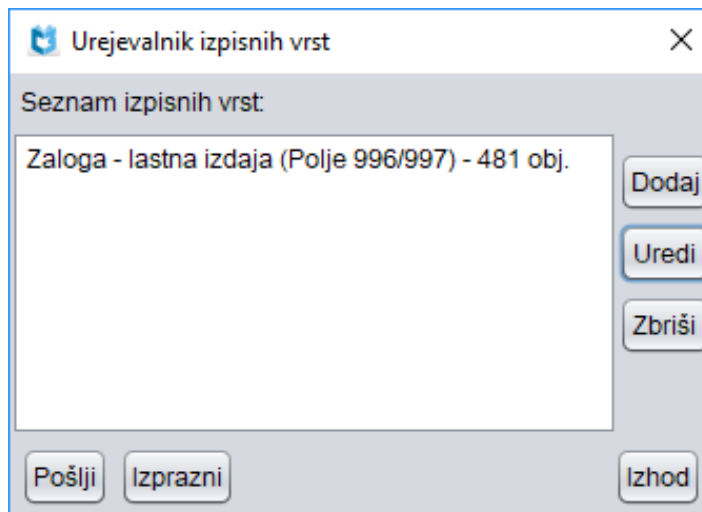 Urejevalnik izpisnih vrst
Seznam izpisnih vrst:
Zaloga - lastna izdaja (Polje 996/997) - 481 obj.
Dodaj
Uredi
Zbriši
Pošlji Izprazni Izhod